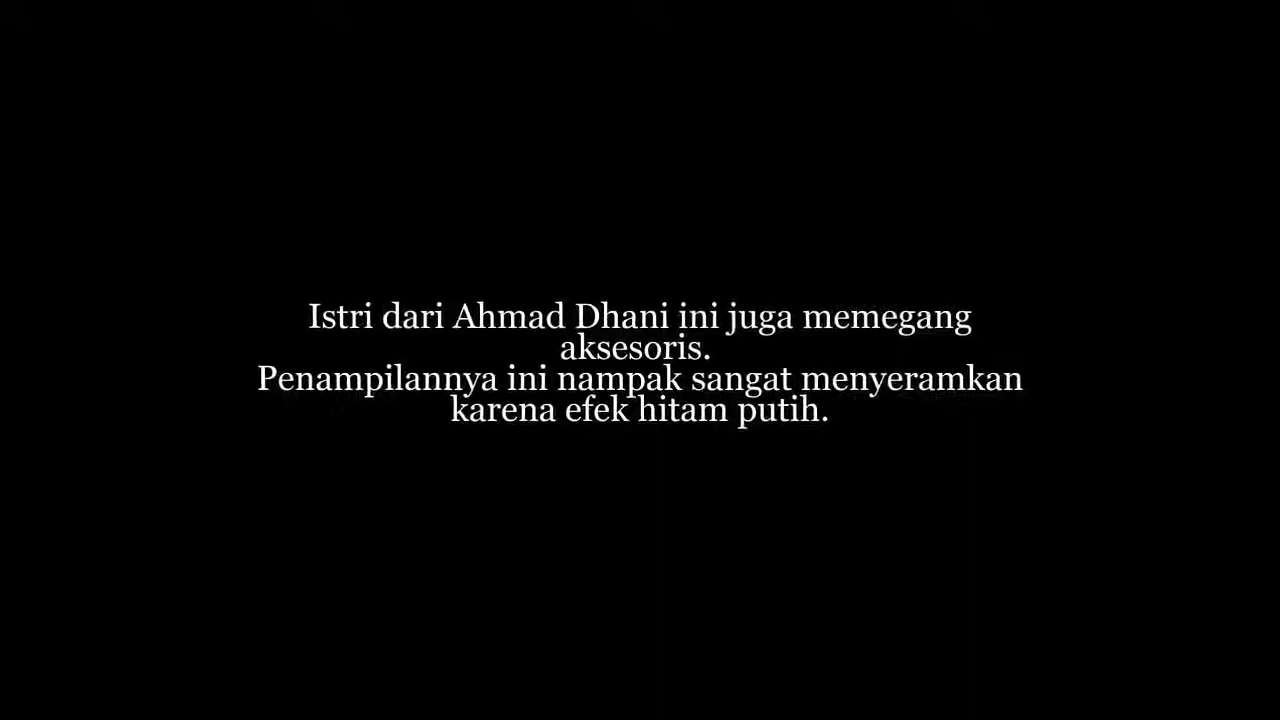 Istri dari Ahmad Dhani ini juga memegang
aksesoris.
Penampilannya ini nampak sangat menyeramkan
karena efek hitam putih.